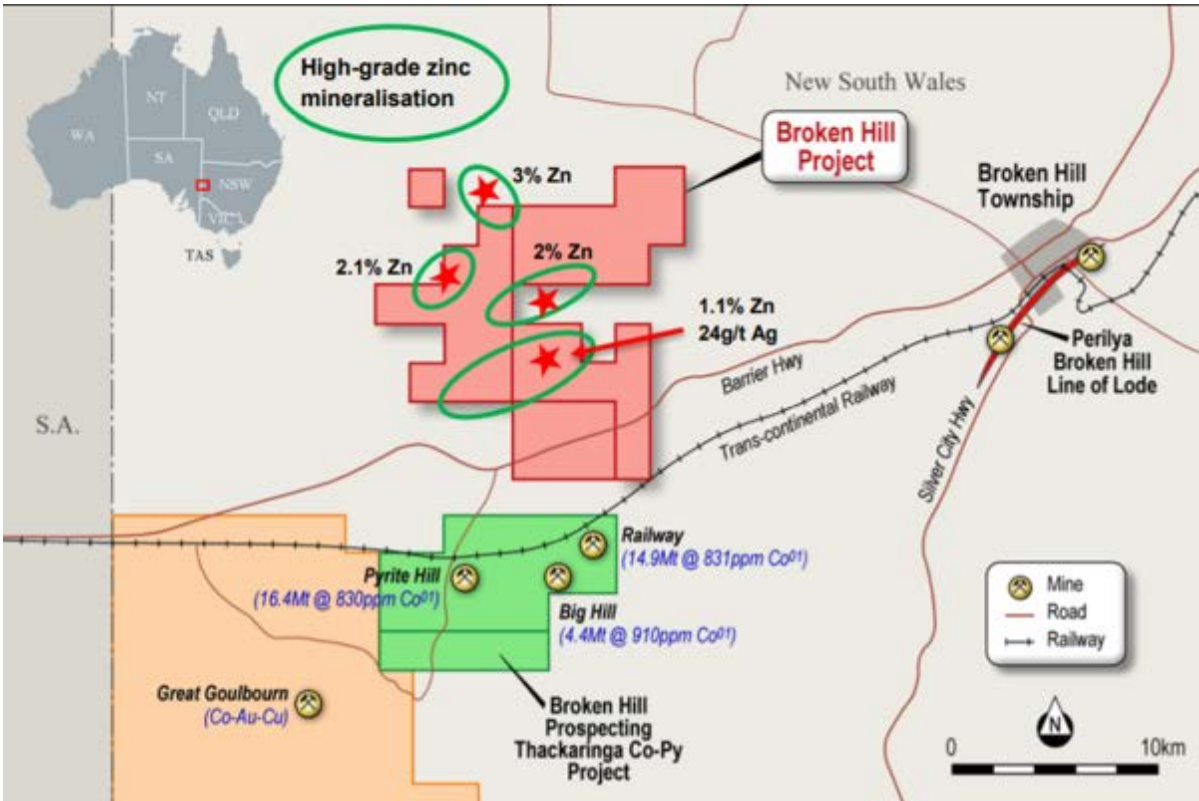 High-grade zinc
mineralisation
NT
QLD
WA
SA
NSW
VIC
TAS
New South Wales
Broken Hill
Project
Broken Hill
Township
3% Zn
2.1% Zn
2% Zn
1.1% Zn
24g/t Ag
Perilya
Broken Hill
Line of Lode
Barrier Hwy
Trans-continental Railway
Silver City Hwy
S.A.
Railway
(14.9Mt @ 831ppm Co01)
Pyrite Hill
(16.4Mt @ 830ppm Co01)
Big Hill
(4.4Mt @ 910ppm Co01)
Great Goulbourn
(Co-Au-Cu)
Broken Hill
Prospecting
Thackaringa Co-Py
Project
Mine
Road
Railway
N
0 10km